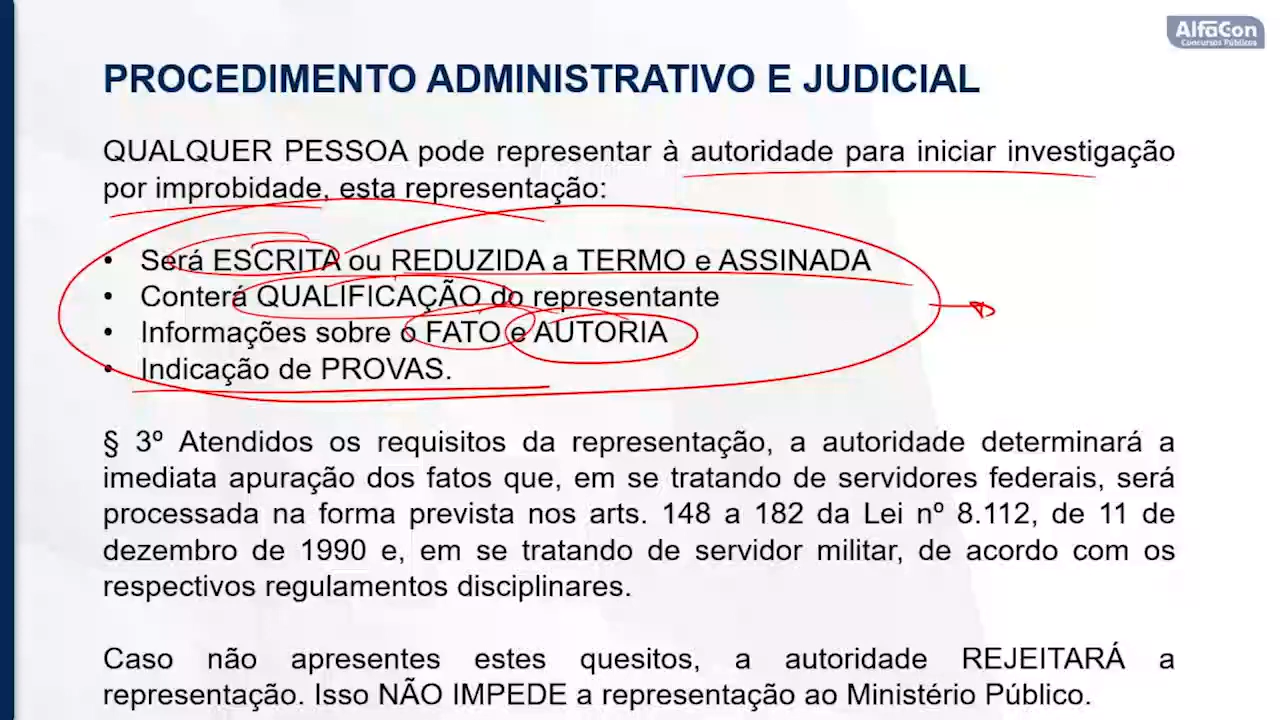 AlfaCon
Concursos Públicos
PROCEDIMENTO ADMINISTRATIVO E JUDICIAL
QUALQUER PESSOA pode representar à autoridade para iniciar investigação
por improbidade, esta representação:
• Será ESCRITA ou REDUZIDA a TERMO e ASSINADA
• Conterá QUALIFICAÇÃO do representante
• Informações sobre o FATO e AUTORIA
• Indicação de PROVAS.
§ 3º Atendidos os requisitos da representação, a autoridade determinará a
imediata apuração dos fatos que, em se tratando de servidores federais, será
processada na forma prevista nos arts. 148 a 182 da Lei nº 8.112, de 11 de
dezembro de 1990 e, em se tratando de servidor militar, de acordo com os
respectivos regulamentos disciplinares.
Caso não apresentes estes quesitos, a autoridade REJEITARÁ a
representação. Isso NÃO IMPEDE a representação ao Ministério Público.